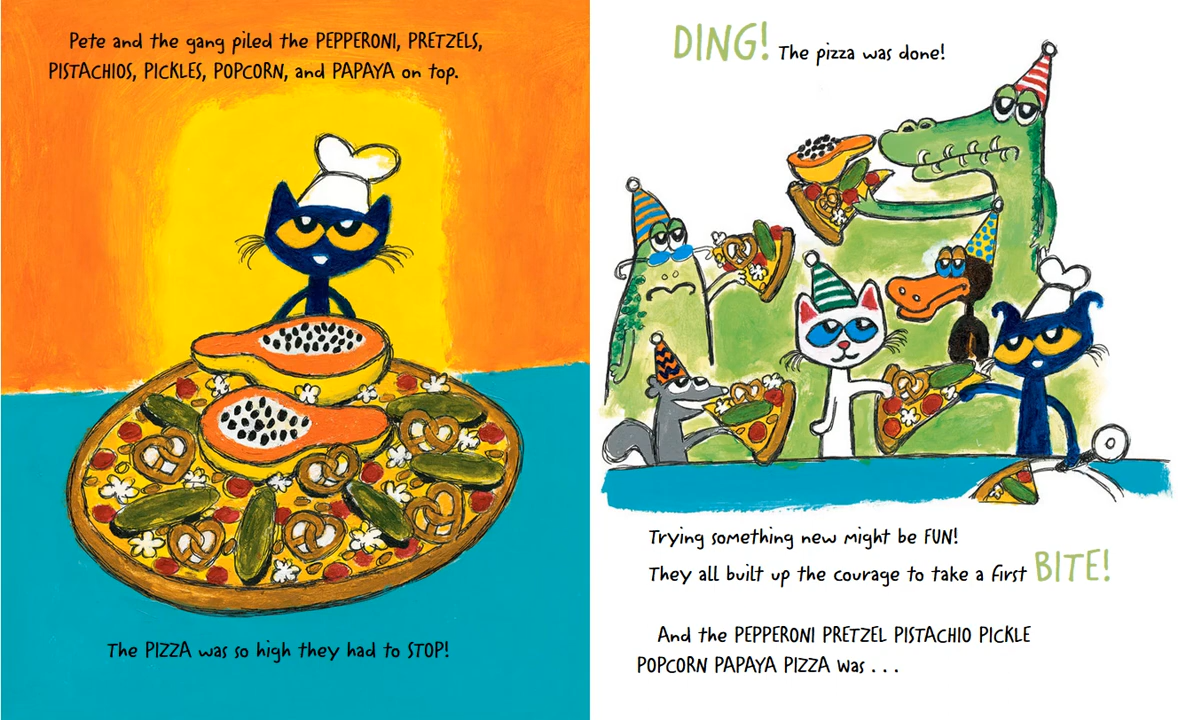 Pete and the gang piled the PEPPERONI, PRETZELS,
PISTACHIOS, PICKLES, POPCORN, and PAPAYA on top.
The PIZZA was so high they had to STOP!
DING! The pizza was done!
Trying something new might be FUN!
They all built up the courage to take a first BITE!
And the PEPPERONI PRETZEL PISTACHIO PICKLE
POPCORN PAPAYA PIZZA was . . .